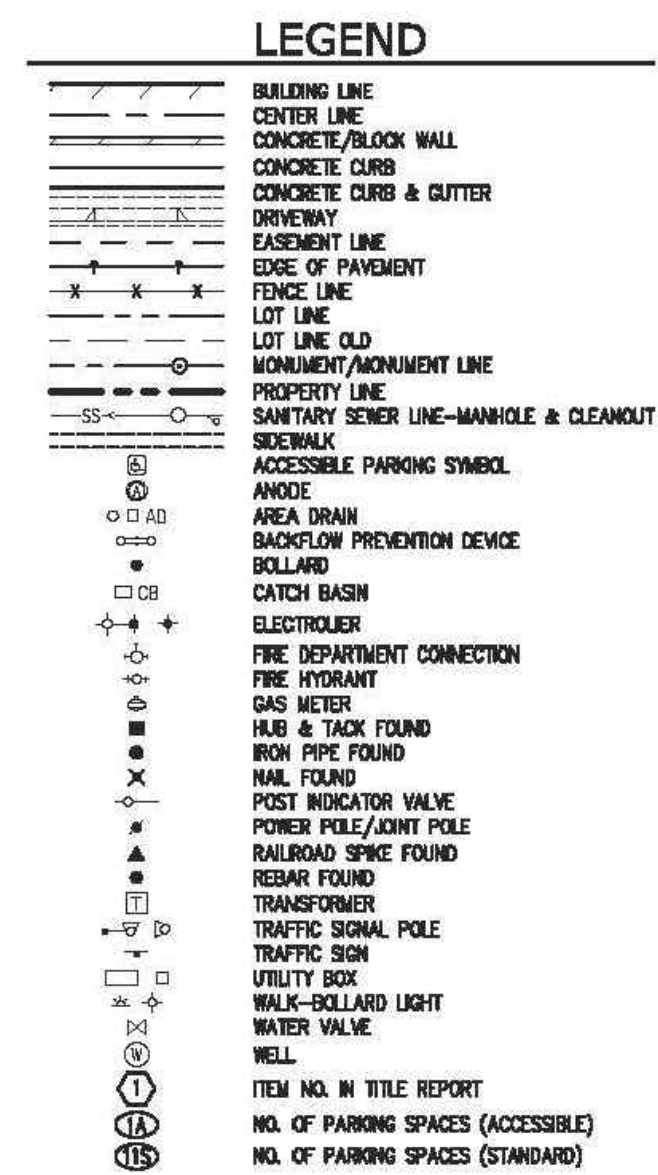 LEGEND
BUILDING LINE
CENTER LINE
CONCRETE/BLOCK WALL
CONCRETE CURB
CONCRETE CURB & GUTTER
DRIVEWAY
EASEMENT LINE
EDGE OF PAVEMENT
X X X FENCE LINE
LOT LINE
LOT LINE OLD
MONUMENT/MONUMENT LINE
PROPERTY LINE
SS SANITARY SEWER LINE-MANHOLE & CLEANOUT
SIDEWALK
ACCESSIBLE PARKING SYMBOL
A ANODE
AD AREA DRAIN
BACKFLOW PREVENTION DEVICE
BOLLARD
CB CATCH BASIN
ELECTROLIER
FIRE DEPARTMENT CONNECTION
FIRE HYDRANT
GAS METER
HUB & TACK FOUND
IRON PIPE FOUND
NAIL FOUND
POST INDICATOR VALVE
POWER POLE/JOINT POLE
RAILROAD SPIKE FOUND
REBAR FOUND
T TRANSFORMER
TRAFFIC SIGNAL POLE
TRAFFIC SIGN
UTILITY BOX
WALK-BOLLARD LIGHT
WATER VALVE
W WELL
1 ITEM NO. IN TITLE REPORT
1A NO. OF PARKING SPACES (ACCESSIBLE)
11S NO. OF PARKING SPACES (STANDARD)